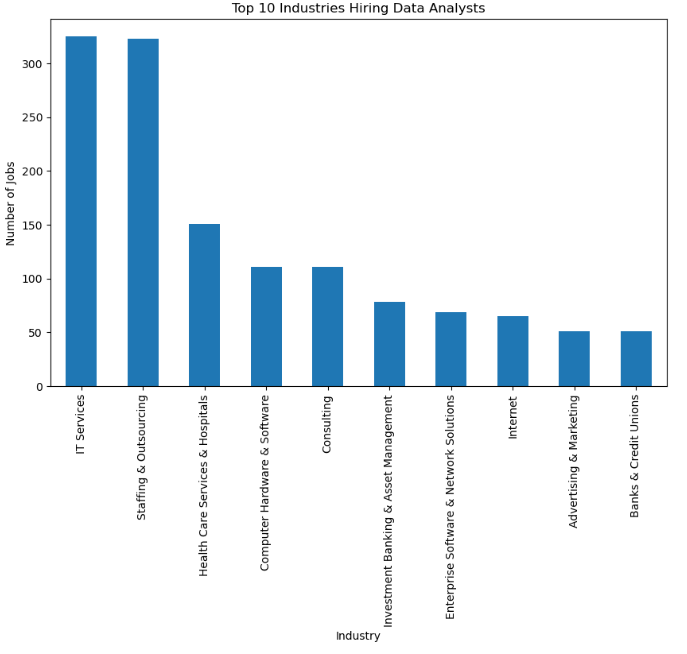 Top 10 Industries Hiring Data Analysts
Number of Jobs
300
250
200
150
100
50
0
IT Services
Staffing & Outsourcing
Health Care Services & Hospitals
Computer Hardware & Software
Consulting
Investment Banking & Asset Management
Enterprise Software & Network Solutions
Internet
Advertising & Marketing
Banks & Credit Unions
Industry